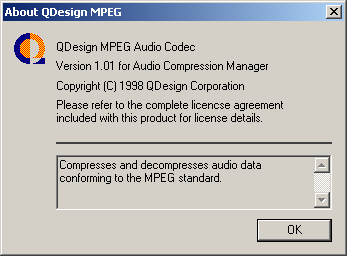 About QDesign MPEG
QDesign MPEG Audio Codec
Version 1.01 for Audio Compression Manager
Copyright (C) 1998 QDesign Corporation
Please refer to the complete licencse agreement
included with this product for license details.
Compresses and decompresses audio data
conforming to the MPEG standard.
OK